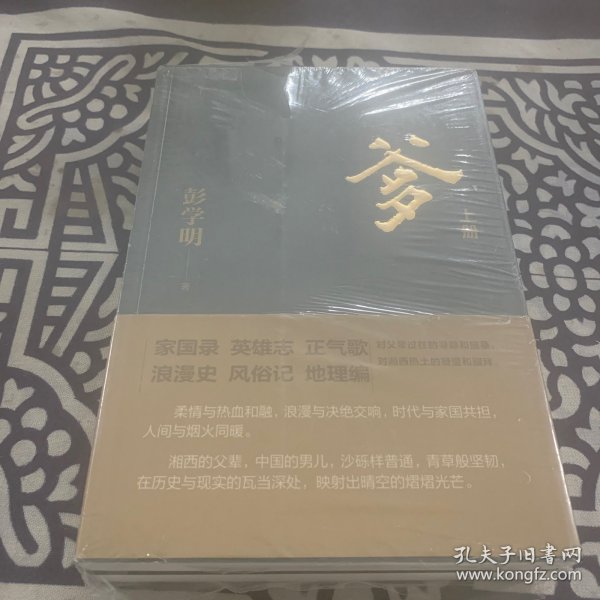 爹
上册
彭学明
著
家国录 英雄志 正气歌
浪漫史 风俗记 地理编
对父辈过往的寻踪和回望，
对湘西热土的
柔情与热血和融，浪漫与决绝交响，时代与家国共担，
人间与烟火同暖。
湘西的父辈，中国的男儿，沙砾样普通，青草般坚韧，
在历史与现实的瓦当深处，映射出晴空的熠熠光芒。
孔夫子旧书网
www.kongfz.com